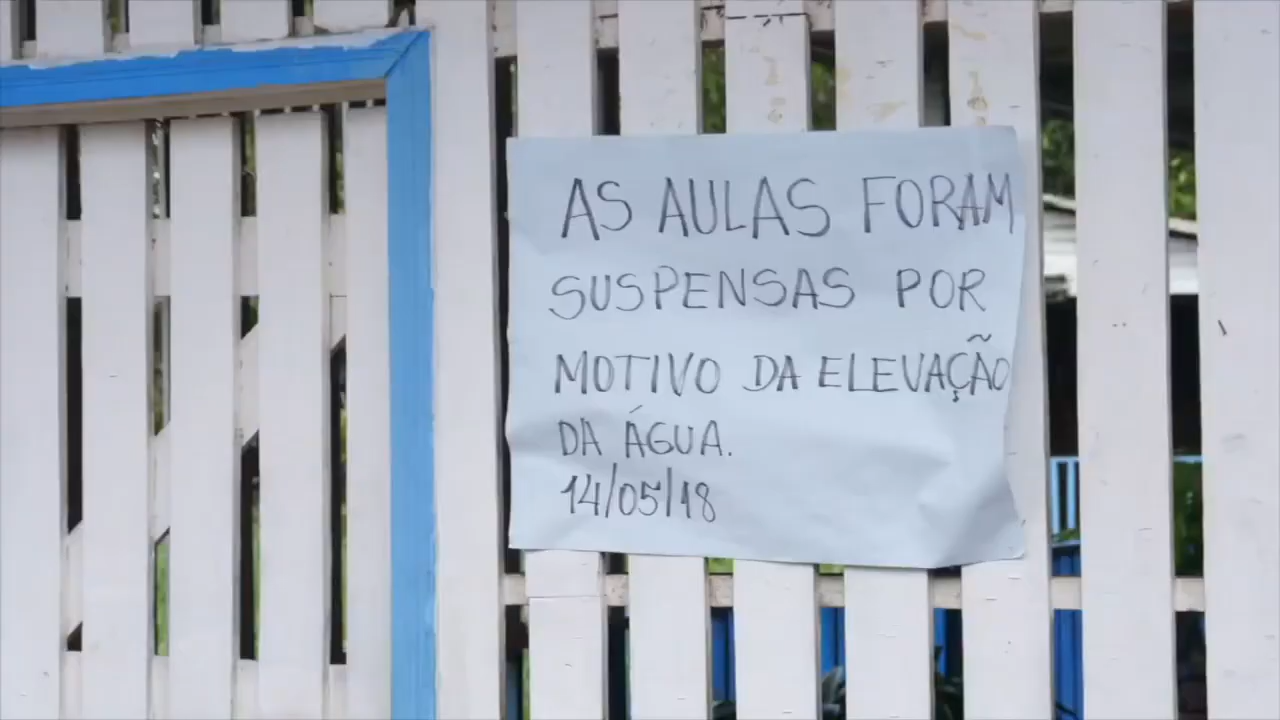 AS AULAS FORAM
SUSPENSAS POR
MOTIVO DA ELEVAÇÃO
DA ÁGUA.
14/05/18